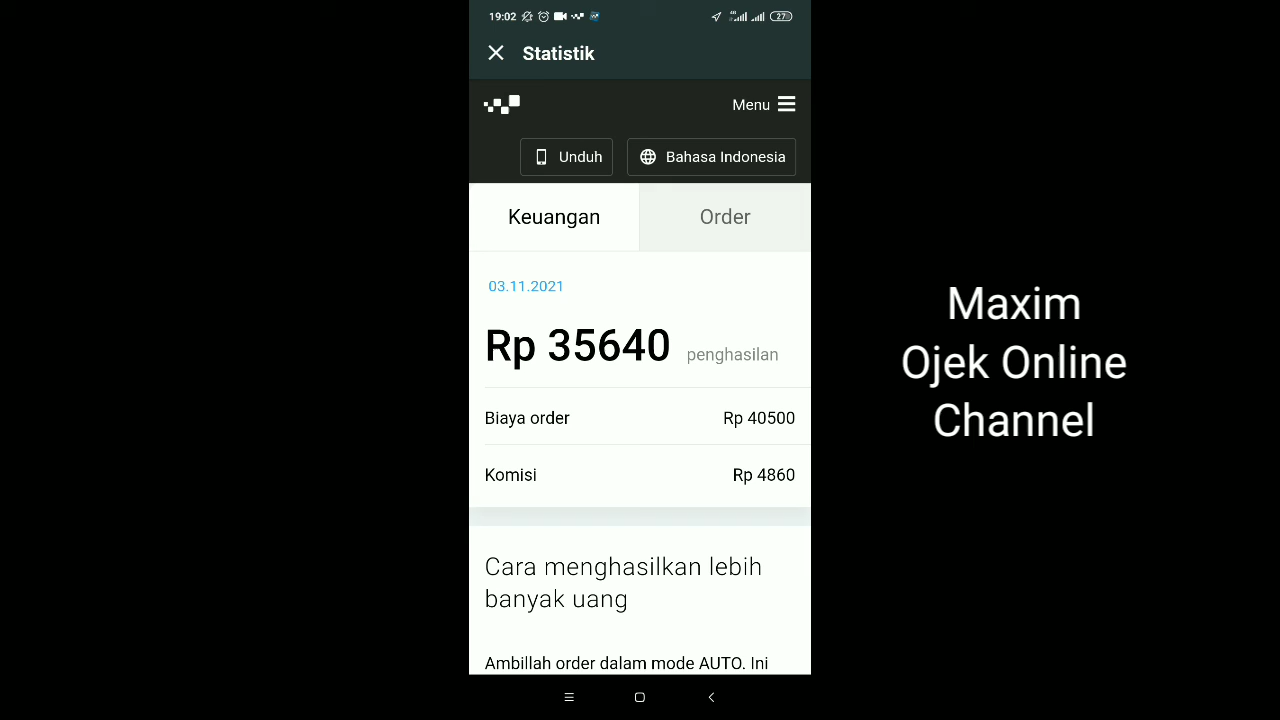 19:02
27
Statistik
Menu
Unduh
Bahasa Indonesia
Keuangan
Order
03.11.2021
Rp 35640 penghasilan
Biaya order Rp 40500
Komisi Rp 4860
Cara menghasilkan lebih
banyak uang
Ambillah order dalam mode AUTO. Ini
Maxim
Ojek Online
Channel